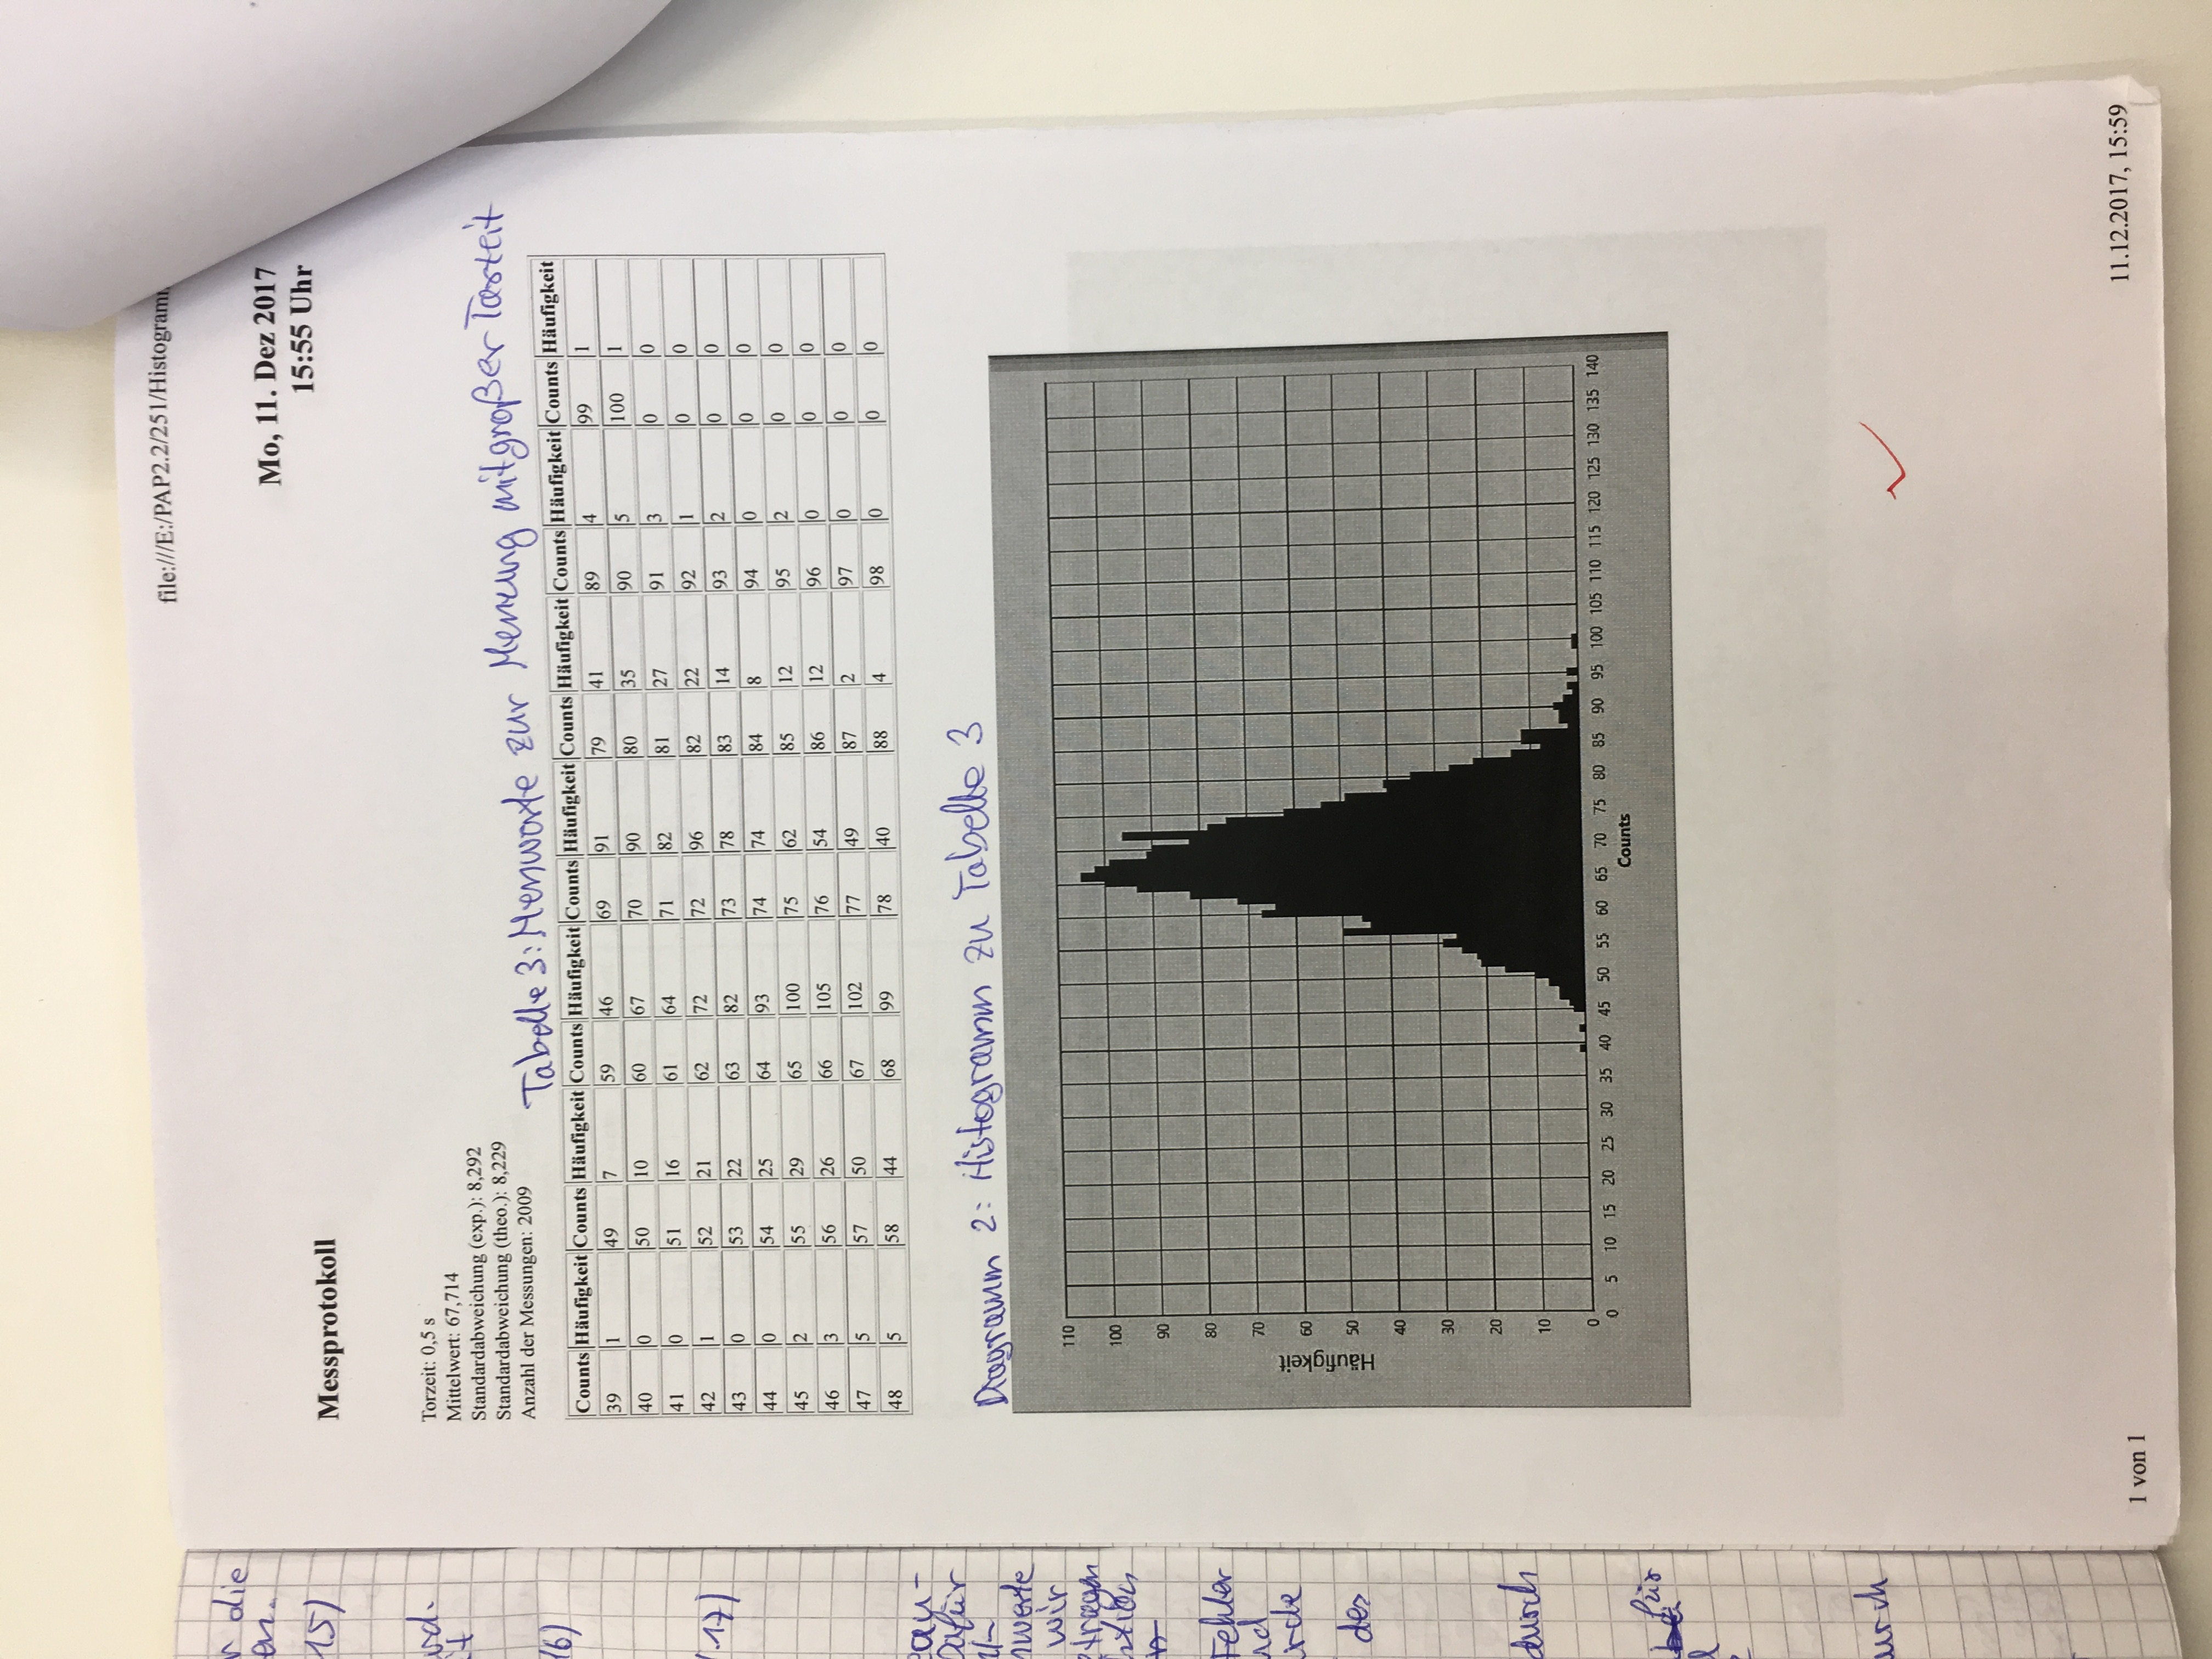 file:///E:/PAP2.2/251/Histogram
Mo, 11. Dez 2017
15:55 Uhr
Messprotokoll
Torzeit: 0,5 s
Mittelwert: 67,714
Standardabweichung (exp.): 8,292
Standardabweichung (theo.): 8,229
Anzahl der Messungen: 2009
Tabelle 3: Messwerte zur Messung mit großer Torzeit
Counts Häufigkeit Counts Häufigkeit Counts Häufigkeit Counts Häufigkeit Counts Häufigkeit Counts Häufigkeit Counts Häufigkeit
39 1 49 7 59 46 69 91 79 41 89 4 99 1
40 0 50 10 60 67 70 90 80 35 90 5 100 1
41 0 51 16 61 64 71 82 81 27 91 3 0 0
42 1 52 21 62 72 72 96 82 22 92 1 0 0
43 0 53 22 63 82 73 78 83 14 93 2 0 0
44 0 54 25 64 93 74 74 84 8 94 0 0 0
45 2 55 29 65 100 75 62 85 12 95 2 0 0
46 3 56 26 66 105 76 54 86 12 96 0 0 0
47 5 57 50 67 102 77 49 87 2 97 0 0 0
48 5 58 44 68 99 78 40 88 4 98 0 0 0
Diagramm 2: Histogramm zu Tabelle 3
110
100
90
80
70
60
50
40
30
20
10
0
Häufigkeit
0 5 10 15 20 25 30 35 40 45 50 55 60 65 70 75 80 85 90 95 100 105 110 115 120 125 130 135 140
Counts
1 von 1
11.12.2017, 15:59
die
15)
16)
(17)
Dafür
wir
Fehler
des
durch
für